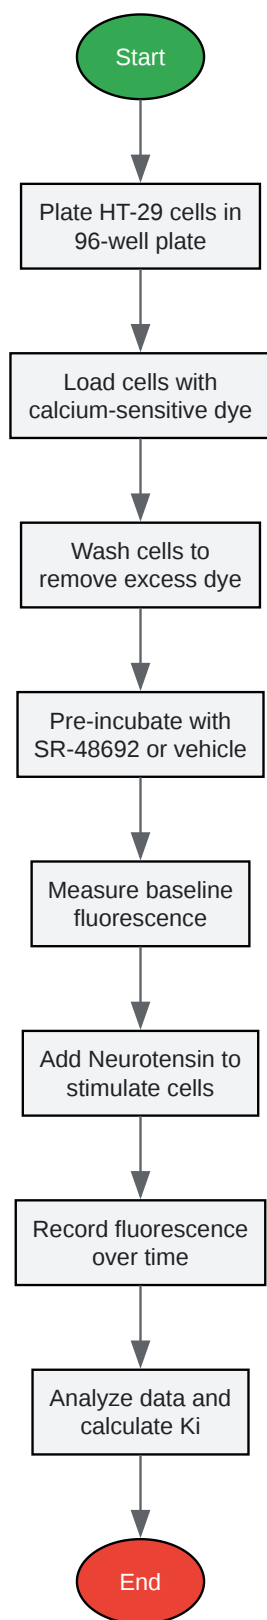 Start
Plate HT-29 cells in
96-well plate
Load cells with
calcium-sensitive dye
Wash cells to
remove excess dye
Pre-incubate with
SR-48692 or vehicle
Measure baseline
fluorescence
Add Neurotensin to
stimulate cells
Record fluorescence
over time
Analyze data and
calculate Ki
End